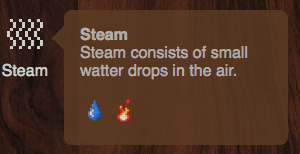 Steam
Steam consists of small
watter drops in the air.
Steam